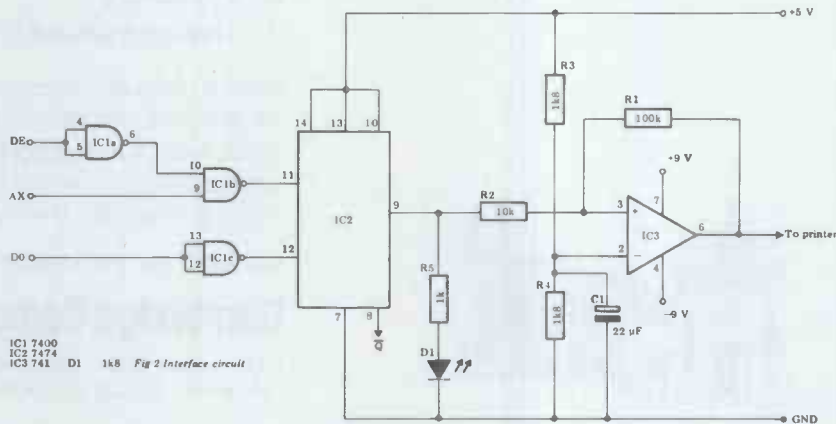 +5 V
R3
1k8
R1
100k
14 13 10
4
DE
5
IC1a
6
10
9
AX
IC1b
11
IC2
9
R2
10k
+9 V
3
+
7
IC3
6
To printer
2
−
4
-9 V
13
D0
12
IC1c
12
R5
1k
R4
1k8
C1
22 µF
7 8
Q̅
D1
GND
IC1 7400
IC2 7474
IC3 741 D1 1k8 Fig 2 Interface circuit